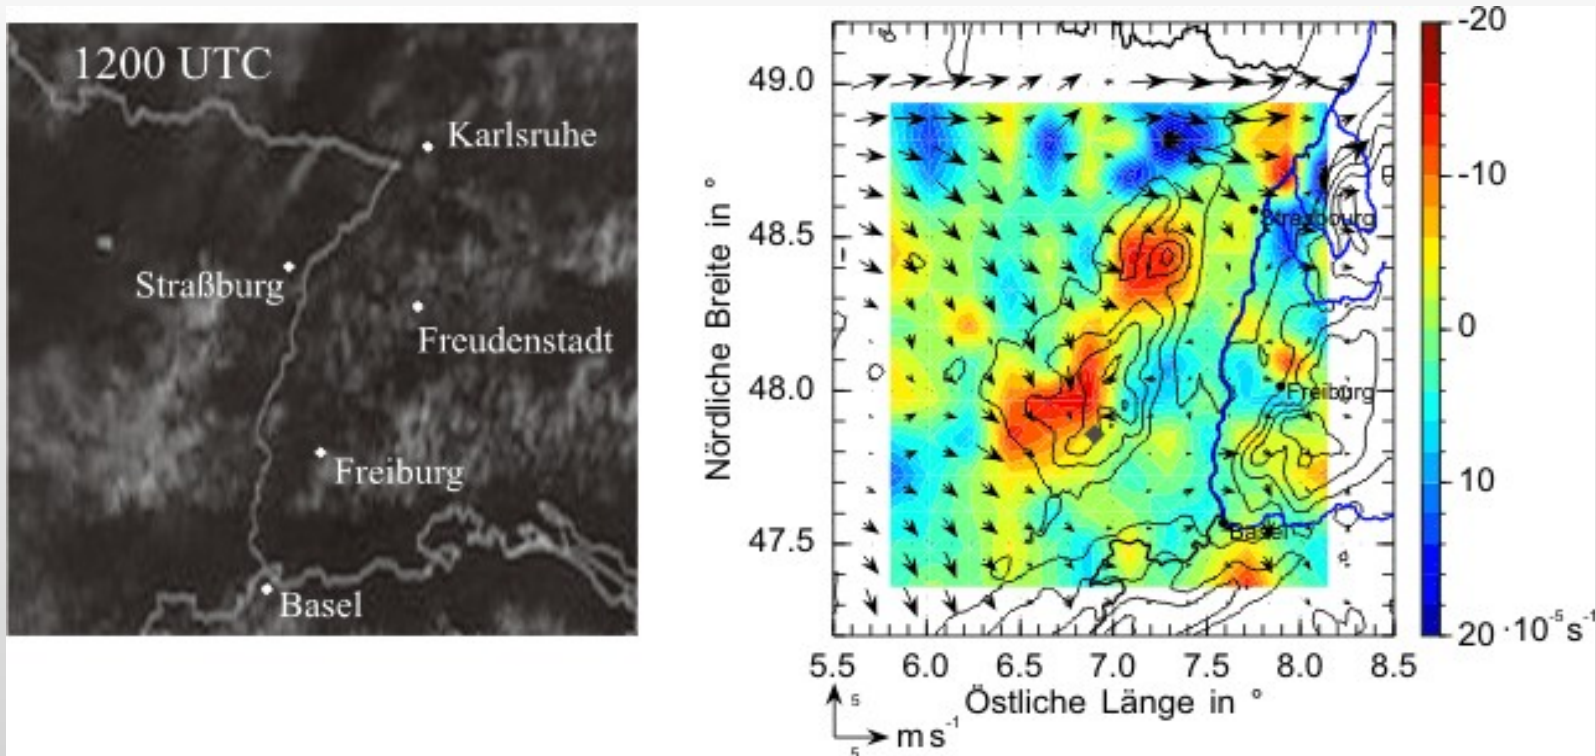 1200 UTC
Karlsruhe
Straßburg
Freudenstadt
Freiburg
Basel
Nördliche Breite in °
49.0
48.5
48.0
47.5
5.5 6.0 6.5 7.0 7.5 8.0 8.5
Östliche Länge in °
5
5
m s⁻¹
Strasbourg
Freiburg
Basel
-20
-10
0
10
20 ·10⁻⁵ s⁻¹